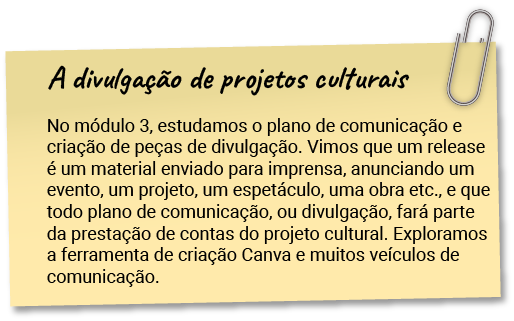 A divulgação de projetos culturais
No módulo 3, estudamos o plano de comunicação e
criação de peças de divulgação. Vimos que um release
é um material enviado para imprensa, anunciando um
evento, um projeto, um espetáculo, uma obra etc., e que
todo plano de comunicação, ou divulgação, fará parte
da prestação de contas do projeto cultural. Exploramos
a ferramenta de criação Canva e muitos veículos de
comunicação.